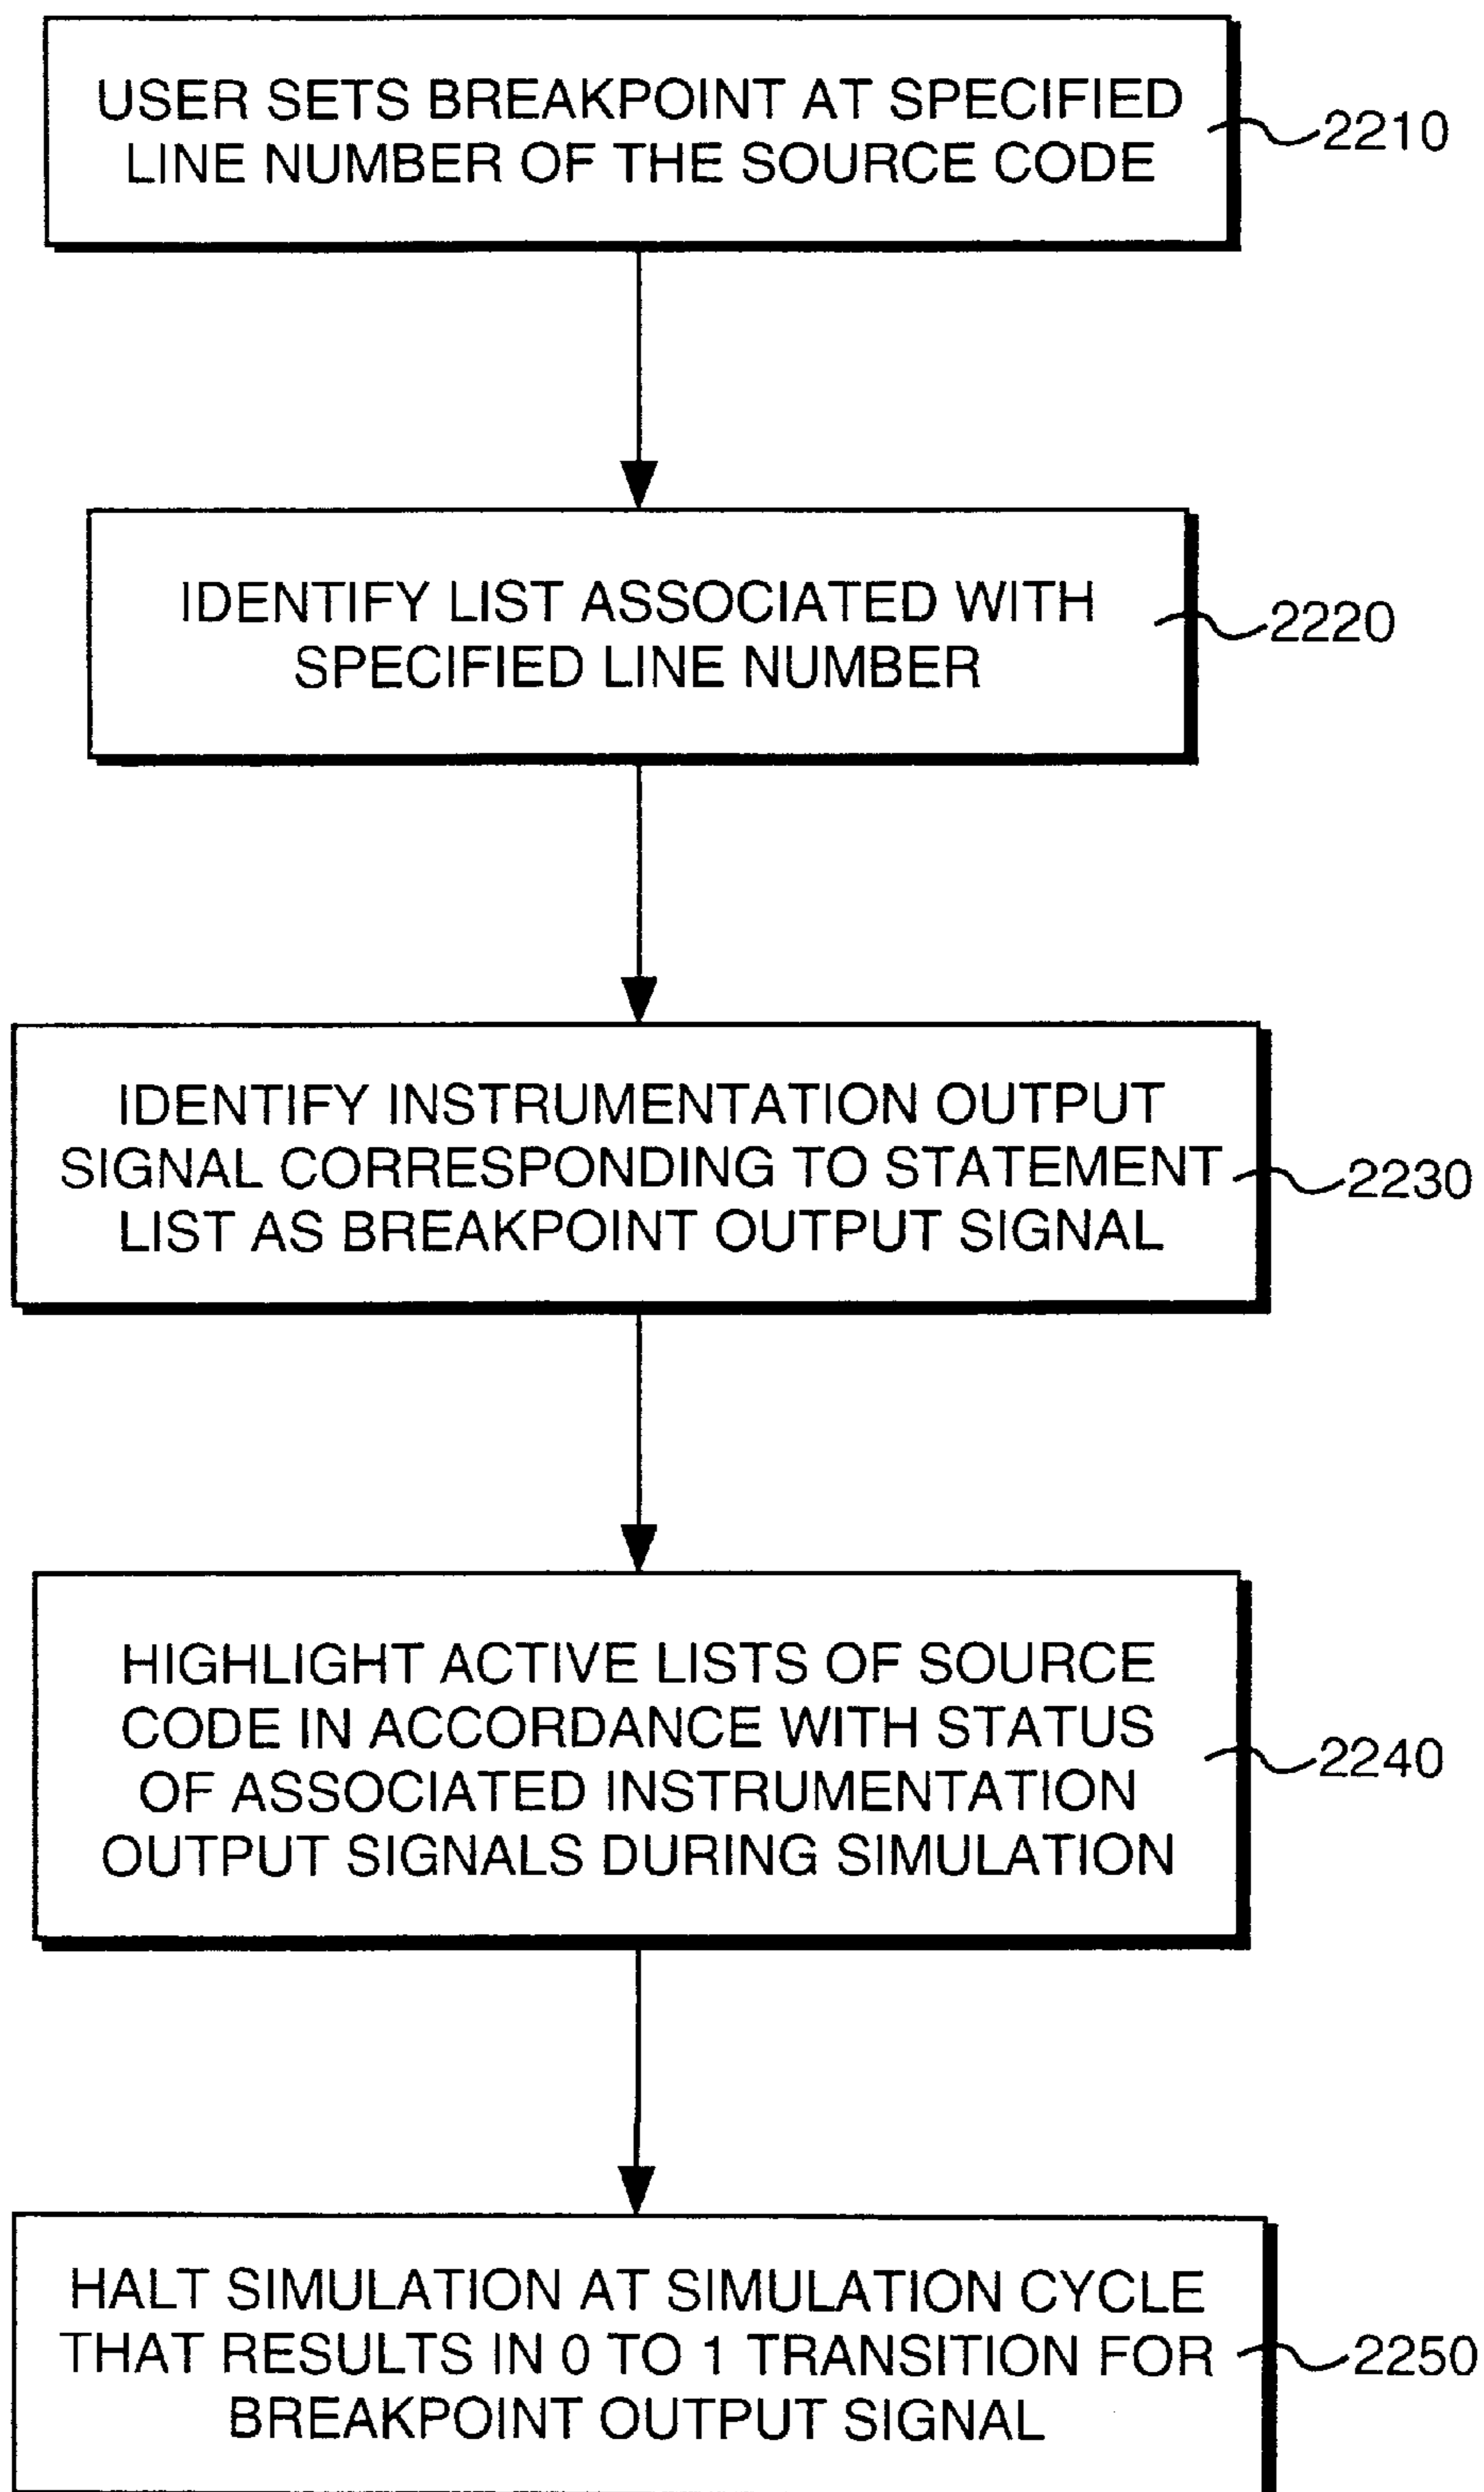 USER SETS BREAKPOINT AT SPECIFIED
LINE NUMBER OF THE SOURCE CODE
2210
IDENTIFY LIST ASSOCIATED WITH
SPECIFIED LINE NUMBER
2220
IDENTIFY INSTRUMENTATION OUTPUT
SIGNAL CORRESPONDING TO STATEMENT
LIST AS BREAKPOINT OUTPUT SIGNAL
2230
HIGHLIGHT ACTIVE LISTS OF SOURCE
CODE IN ACCORDANCE WITH STATUS
OF ASSOCIATED INSTRUMENTATION
OUTPUT SIGNALS DURING SIMULATION
2240
HALT SIMULATION AT SIMULATION CYCLE
THAT RESULTS IN 0 TO 1 TRANSITION FOR
BREAKPOINT OUTPUT SIGNAL
2250